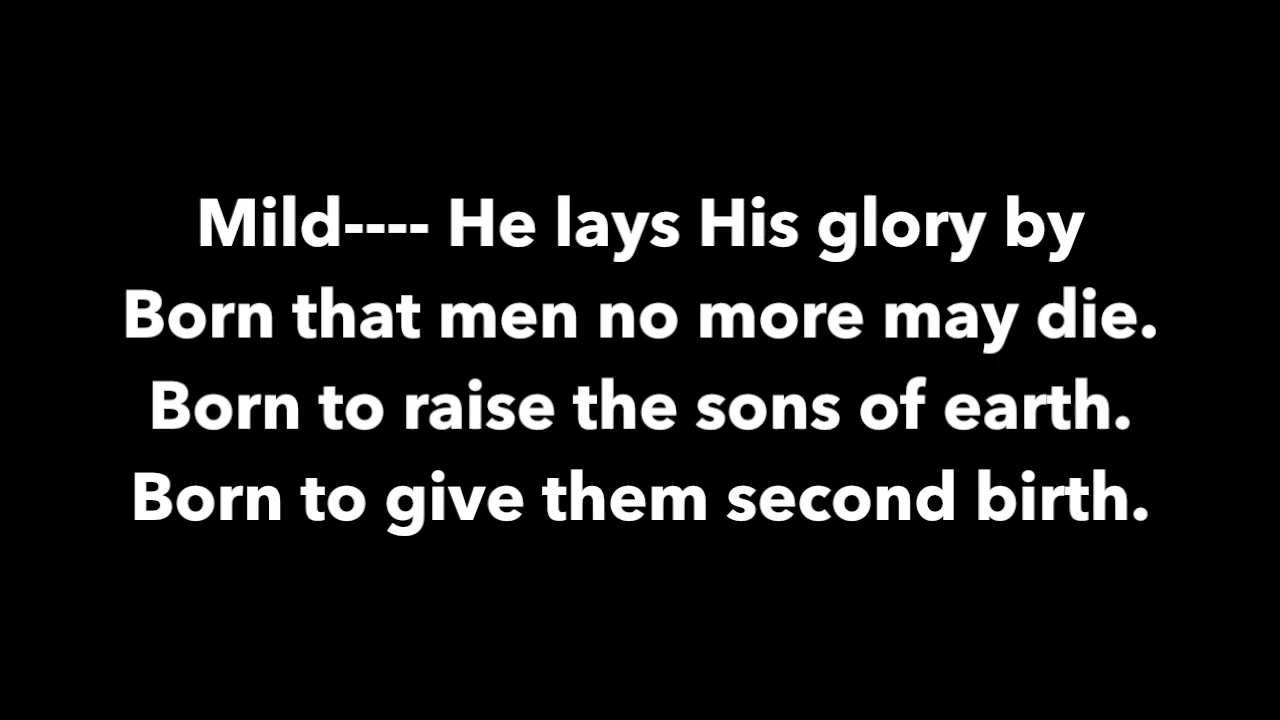 Mild---- He lays His glory by
Born that men no more may die.
Born to raise the sons of earth.
Born to give them second birth.